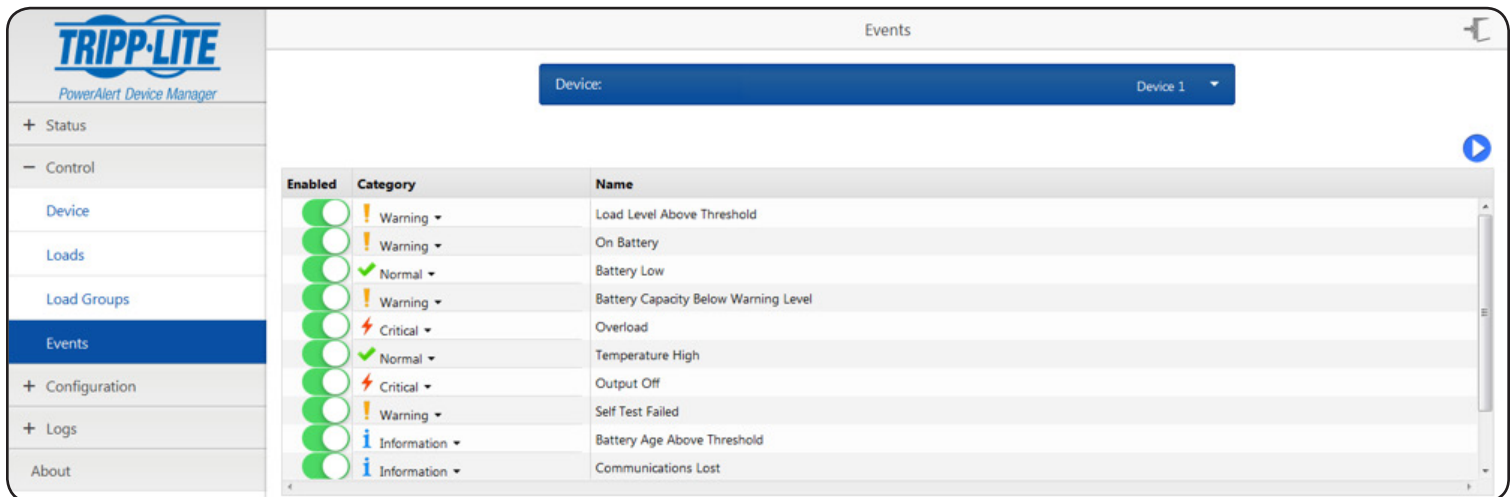 TRIPP·LITE
PowerAlert Device Manager
Events
Device: Device 1
+ Status
− Control
Device
Loads
Load Groups
Events
+ Configuration
+ Logs
About
Enabled Category Name
Warning Load Level Above Threshold
Warning On Battery
Normal Battery Low
Warning Battery Capacity Below Warning Level
Critical Overload
Normal Temperature High
Critical Output Off
Warning Self Test Failed
Information Battery Age Above Threshold
Information Communications Lost